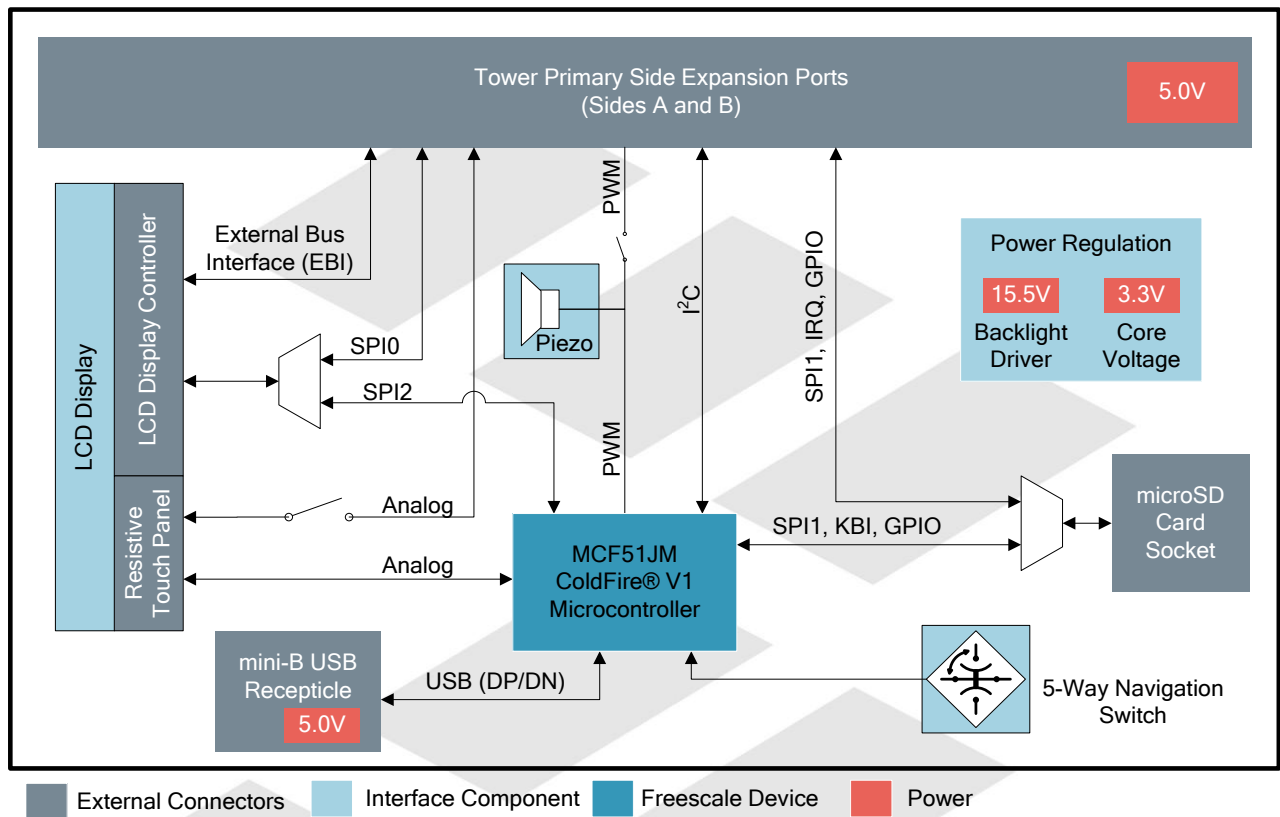 Tower Primary Side Expansion Ports
(Sides A and B)
5.0V
LCD Display
LCD Display Controller
Resistive
Touch Panel
External Bus
Interface (EBI)
SPI0
SPI2
Analog
Analog
PWM
Piezo
PWM
I²C
SPI1, IRQ, GPIO
Power Regulation
15.5V
3.3V
Backlight
Driver
Core
Voltage
microSD
Card
Socket
SPI1, KBI, GPIO
MCF51JM
ColdFire® V1
Microcontroller
mini-B USB
Recepticle
5.0V
USB (DP/DN)
5-Way Navigation
Switch
External Connectors
Interface Component
Freescale Device
Power